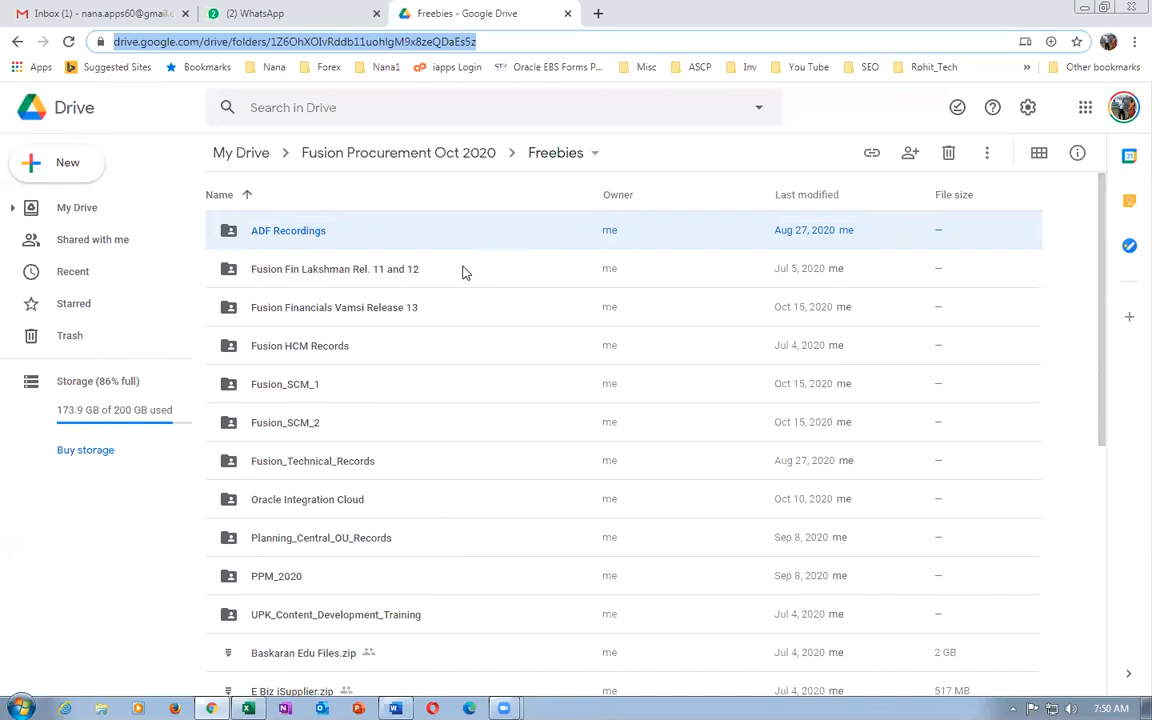 Inbox (1) - nana.apps60@gmail.c
(2) WhatsApp
Freebies - Google Drive
drive.google.com/drive/folders/1Z6OhXOIvRddb11uohIgM9x8zeQDaEs5z
Apps
Suggested Sites
Bookmarks
Nana
Forex
Nana1
iapps Login
Oracle EBS Forms P...
Misc
ASCP
Inv
You Tube
SEO
Rohit_Tech
»
Other bookmarks
Drive
Search in Drive
New
My Drive
Fusion Procurement Oct 2020
Freebies
Name
Owner
Last modified
File size
My Drive
Shared with me
Recent
Starred
Trash
Storage (86% full)
173.9 GB of 200 GB used
Buy storage
ADF Recordings me Aug 27, 2020 me –
Fusion Fin Lakshman Rel. 11 and 12 me Jul 5, 2020 me –
Fusion Financials Vamsi Release 13 me Oct 15, 2020 me –
Fusion HCM Records me Jul 4, 2020 me –
Fusion_SCM_1 me Oct 15, 2020 me –
Fusion_SCM_2 me Oct 15, 2020 me –
Fusion_Technical_Records me Aug 27, 2020 me –
Oracle Integration Cloud me Oct 10, 2020 me –
Planning_Central_OU_Records me Sep 8, 2020 me –
PPM_2020 me Sep 8, 2020 me –
UPK_Content_Development_Training me Jul 4, 2020 me –
Baskaran Edu Files.zip me Jul 4, 2020 me 2 GB
E Biz iSupplier.zip me Jul 4, 2020 me 517 MB
7:50 AM